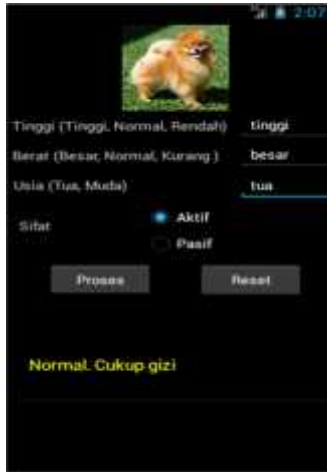 3G 2:07
Tinggi (Tinggi, Normal, Rendah) tinggi
Berat (Besar, Normal, Kurang ) besar
Usia (Tua, Muda) tua
Sifat
Aktif
Pasif
Proses Reset
Normal. Cukup gizi